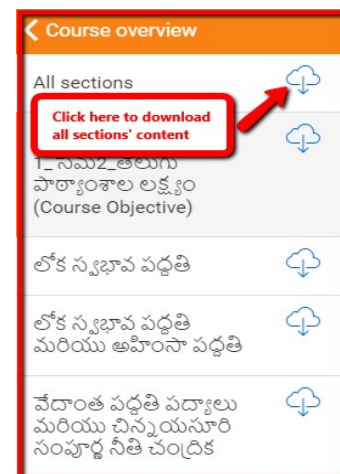 Course overview
All sections
Click here to download
all sections' content
1_సెమ్2_తెలుగు
పాఠ్యాంశాల లక్ష్యం
(Course Objective)
లోక స్వభావ పద్ధతి
లోక స్వభావ పద్ధతి
మరియు అహింసా పద్ధతి
వేదాంత పద్ధతి పద్యాలు
మరియు చిన్నయసూరి
సంపూర్ణ నీతి చంద్రిక